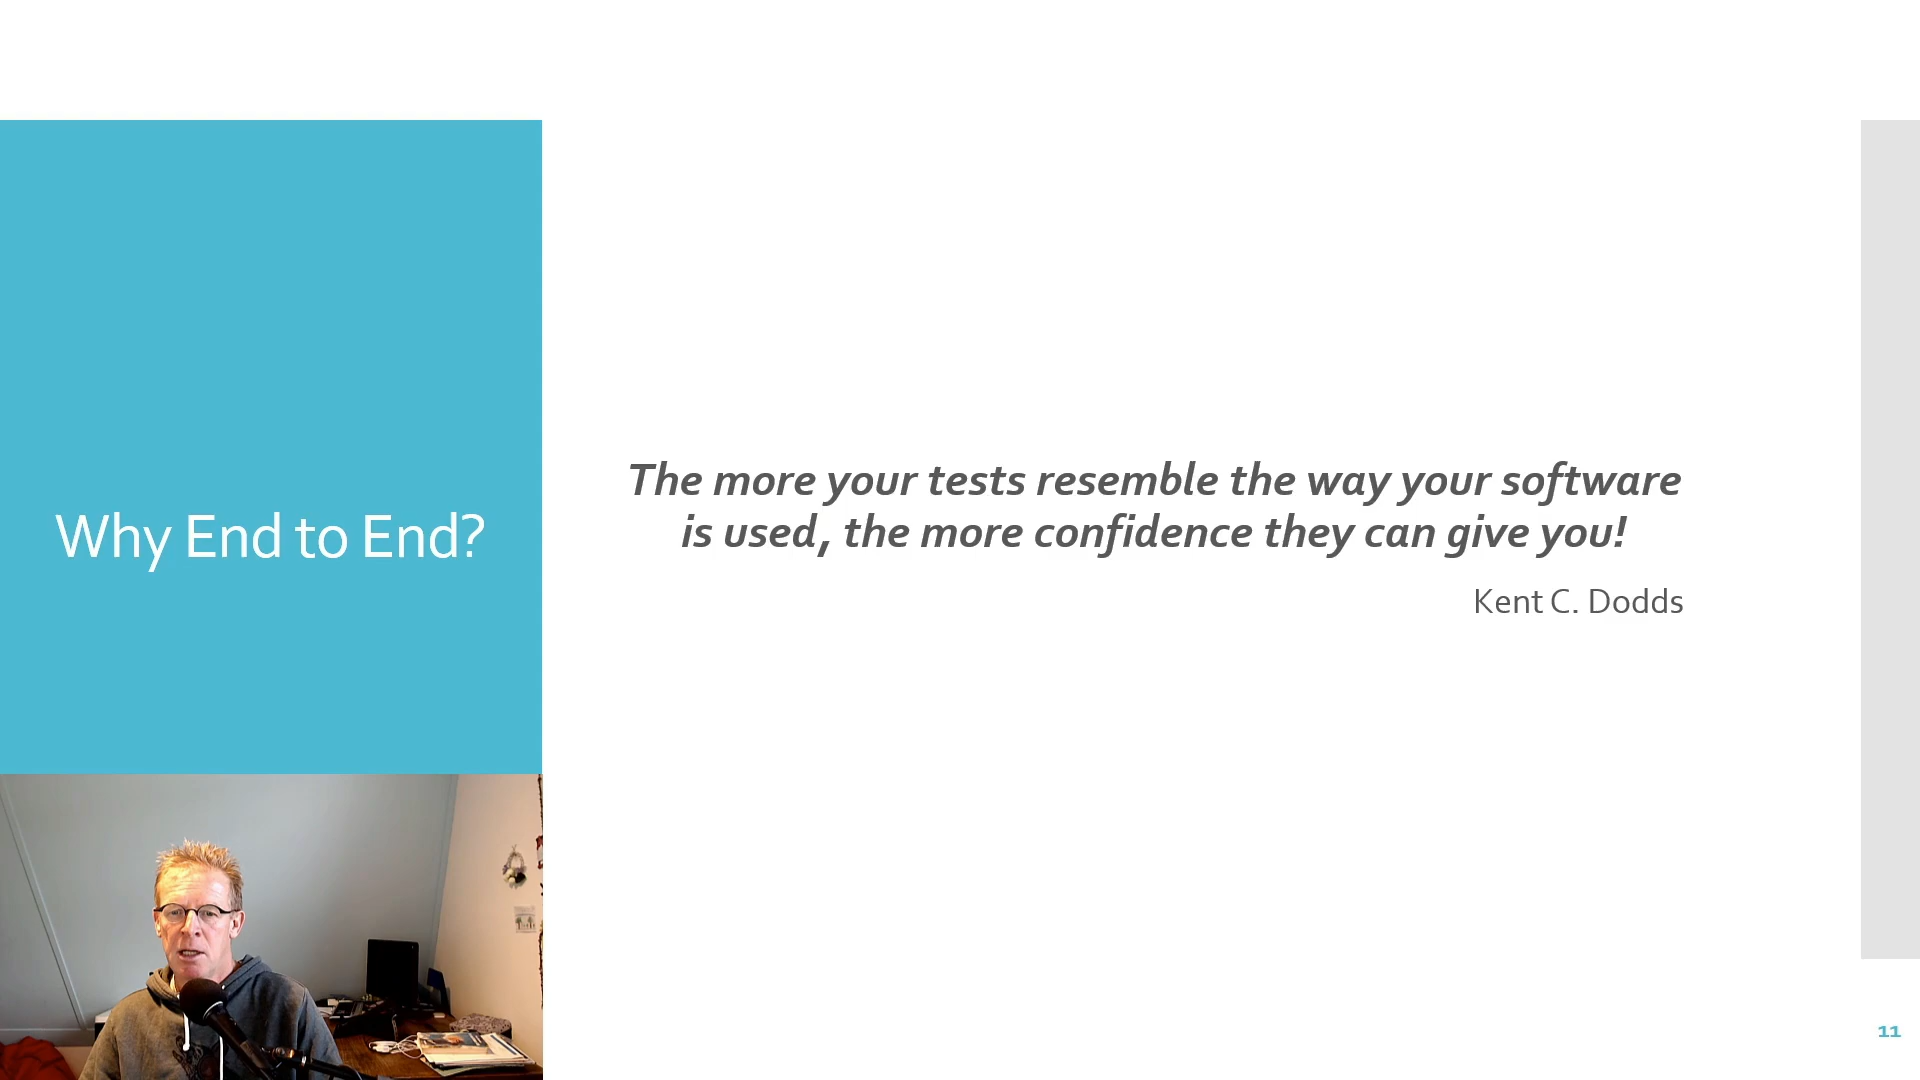 Why End to End?
The more your tests resemble the way your software
is used, the more confidence they can give you!
Kent C. Dodds
11